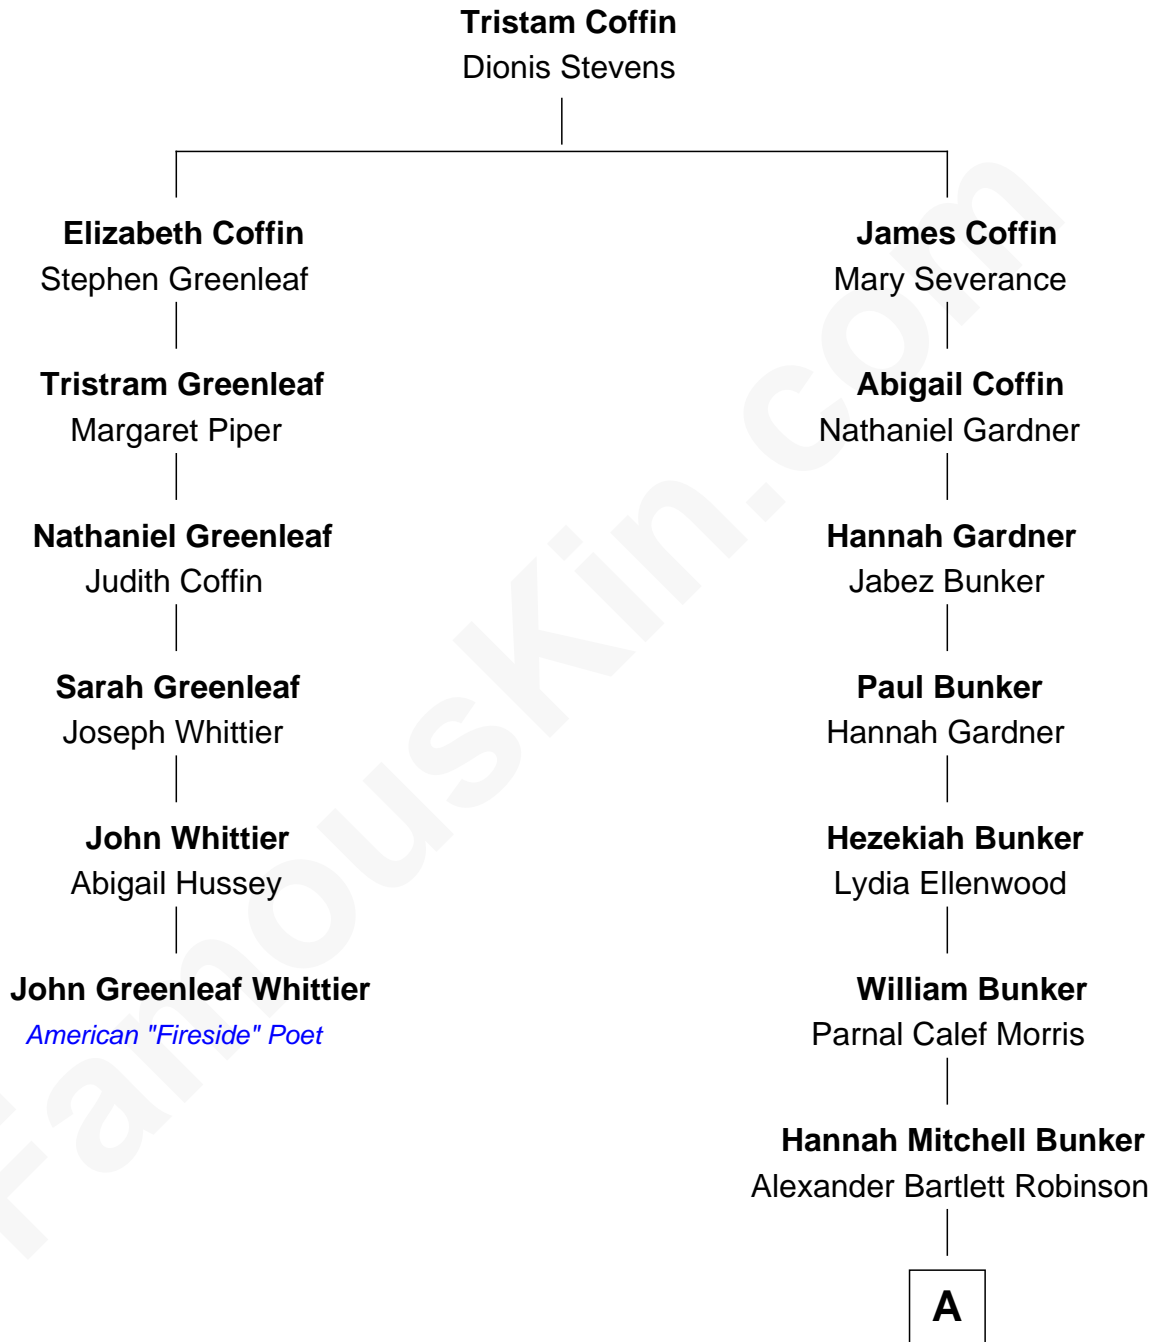 Tristam Coffin
Dionis Stevens
Elizabeth Coffin
Stephen Greenleaf
Tristram Greenleaf
Margaret Piper
Nathaniel Greenleaf
Judith Coffin
Sarah Greenleaf
Joseph Whittier
John Whittier
Abigail Hussey
John Greenleaf Whittier
American "Fireside" Poet
James Coffin
Mary Severance
Abigail Coffin
Nathaniel Gardner
Hannah Gardner
Jabez Bunker
Paul Bunker
Hannah Gardner
Hezekiah Bunker
Lydia Ellenwood
William Bunker
Parnal Calef Morris
Hannah Mitchell Bunker
Alexander Bartlett Robinson
A
FamousKin.com